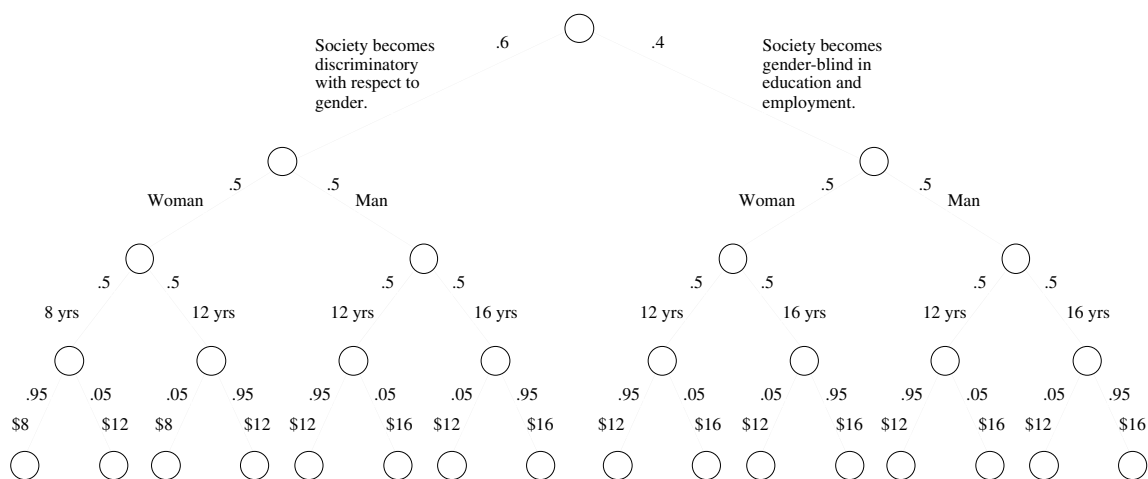 Society becomes
discriminatory
with respect to
gender.
.6
.4
Society becomes
gender-blind in
education and
employment.
.5
.5
.5
.5
Woman
Man
Woman
Man
.5
.5
.5
.5
.5
.5
.5
.5
8 yrs
12 yrs
12 yrs
16 yrs
12 yrs
16 yrs
12 yrs
16 yrs
.95
.05
.05
.95
.95
.05
.05
.95
.95
.05
.05
.95
.95
.05
.05
.95
$8
$12
$8
$12
$12
$16
$12
$16
$12
$16
$12
$16
$12
$16
$12
$16